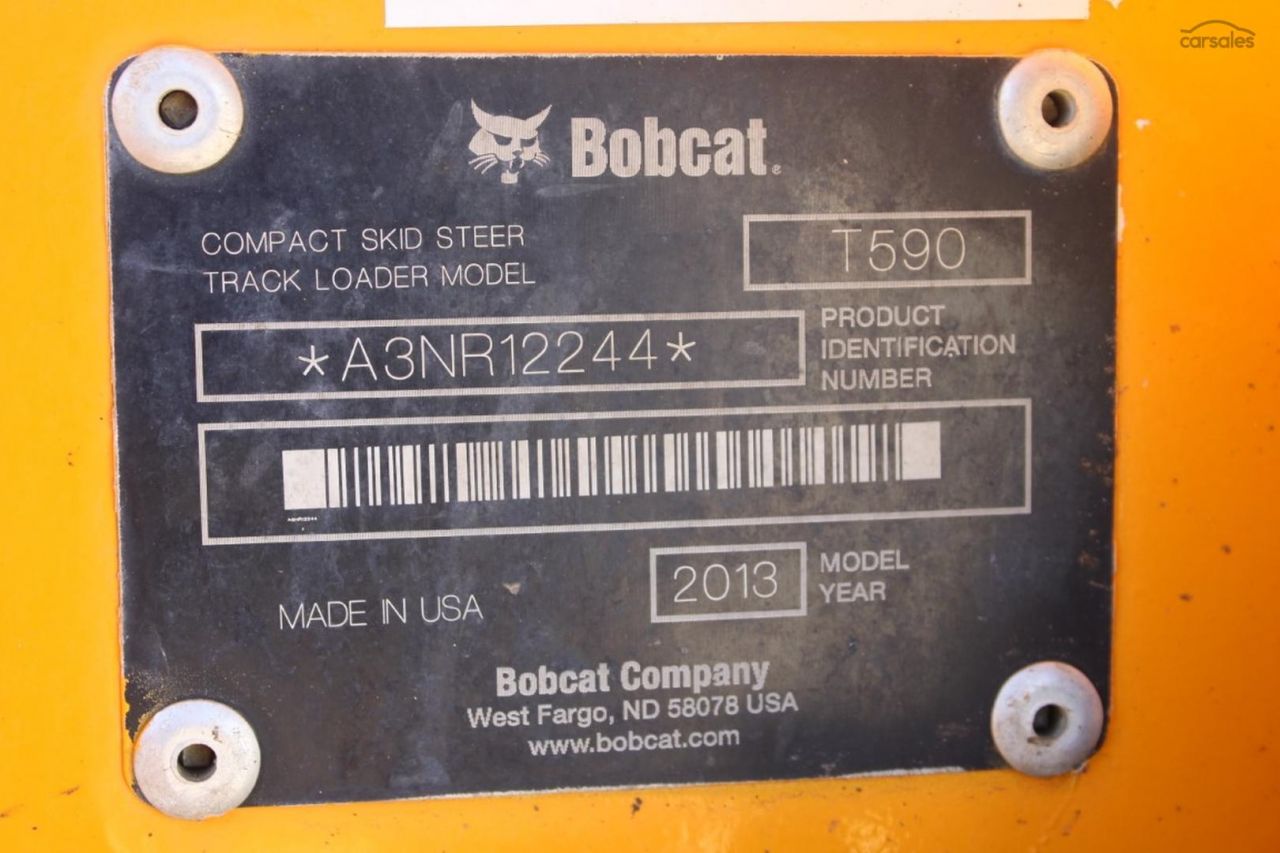 carsales
Bobcat®
COMPACT SKID STEER
TRACK LOADER MODEL
T590
*A3NR12244*
PRODUCT
IDENTIFICATION
NUMBER
2013
MODEL
YEAR
MADE IN USA
Bobcat Company
West Fargo, ND 58078 USA
www.bobcat.com